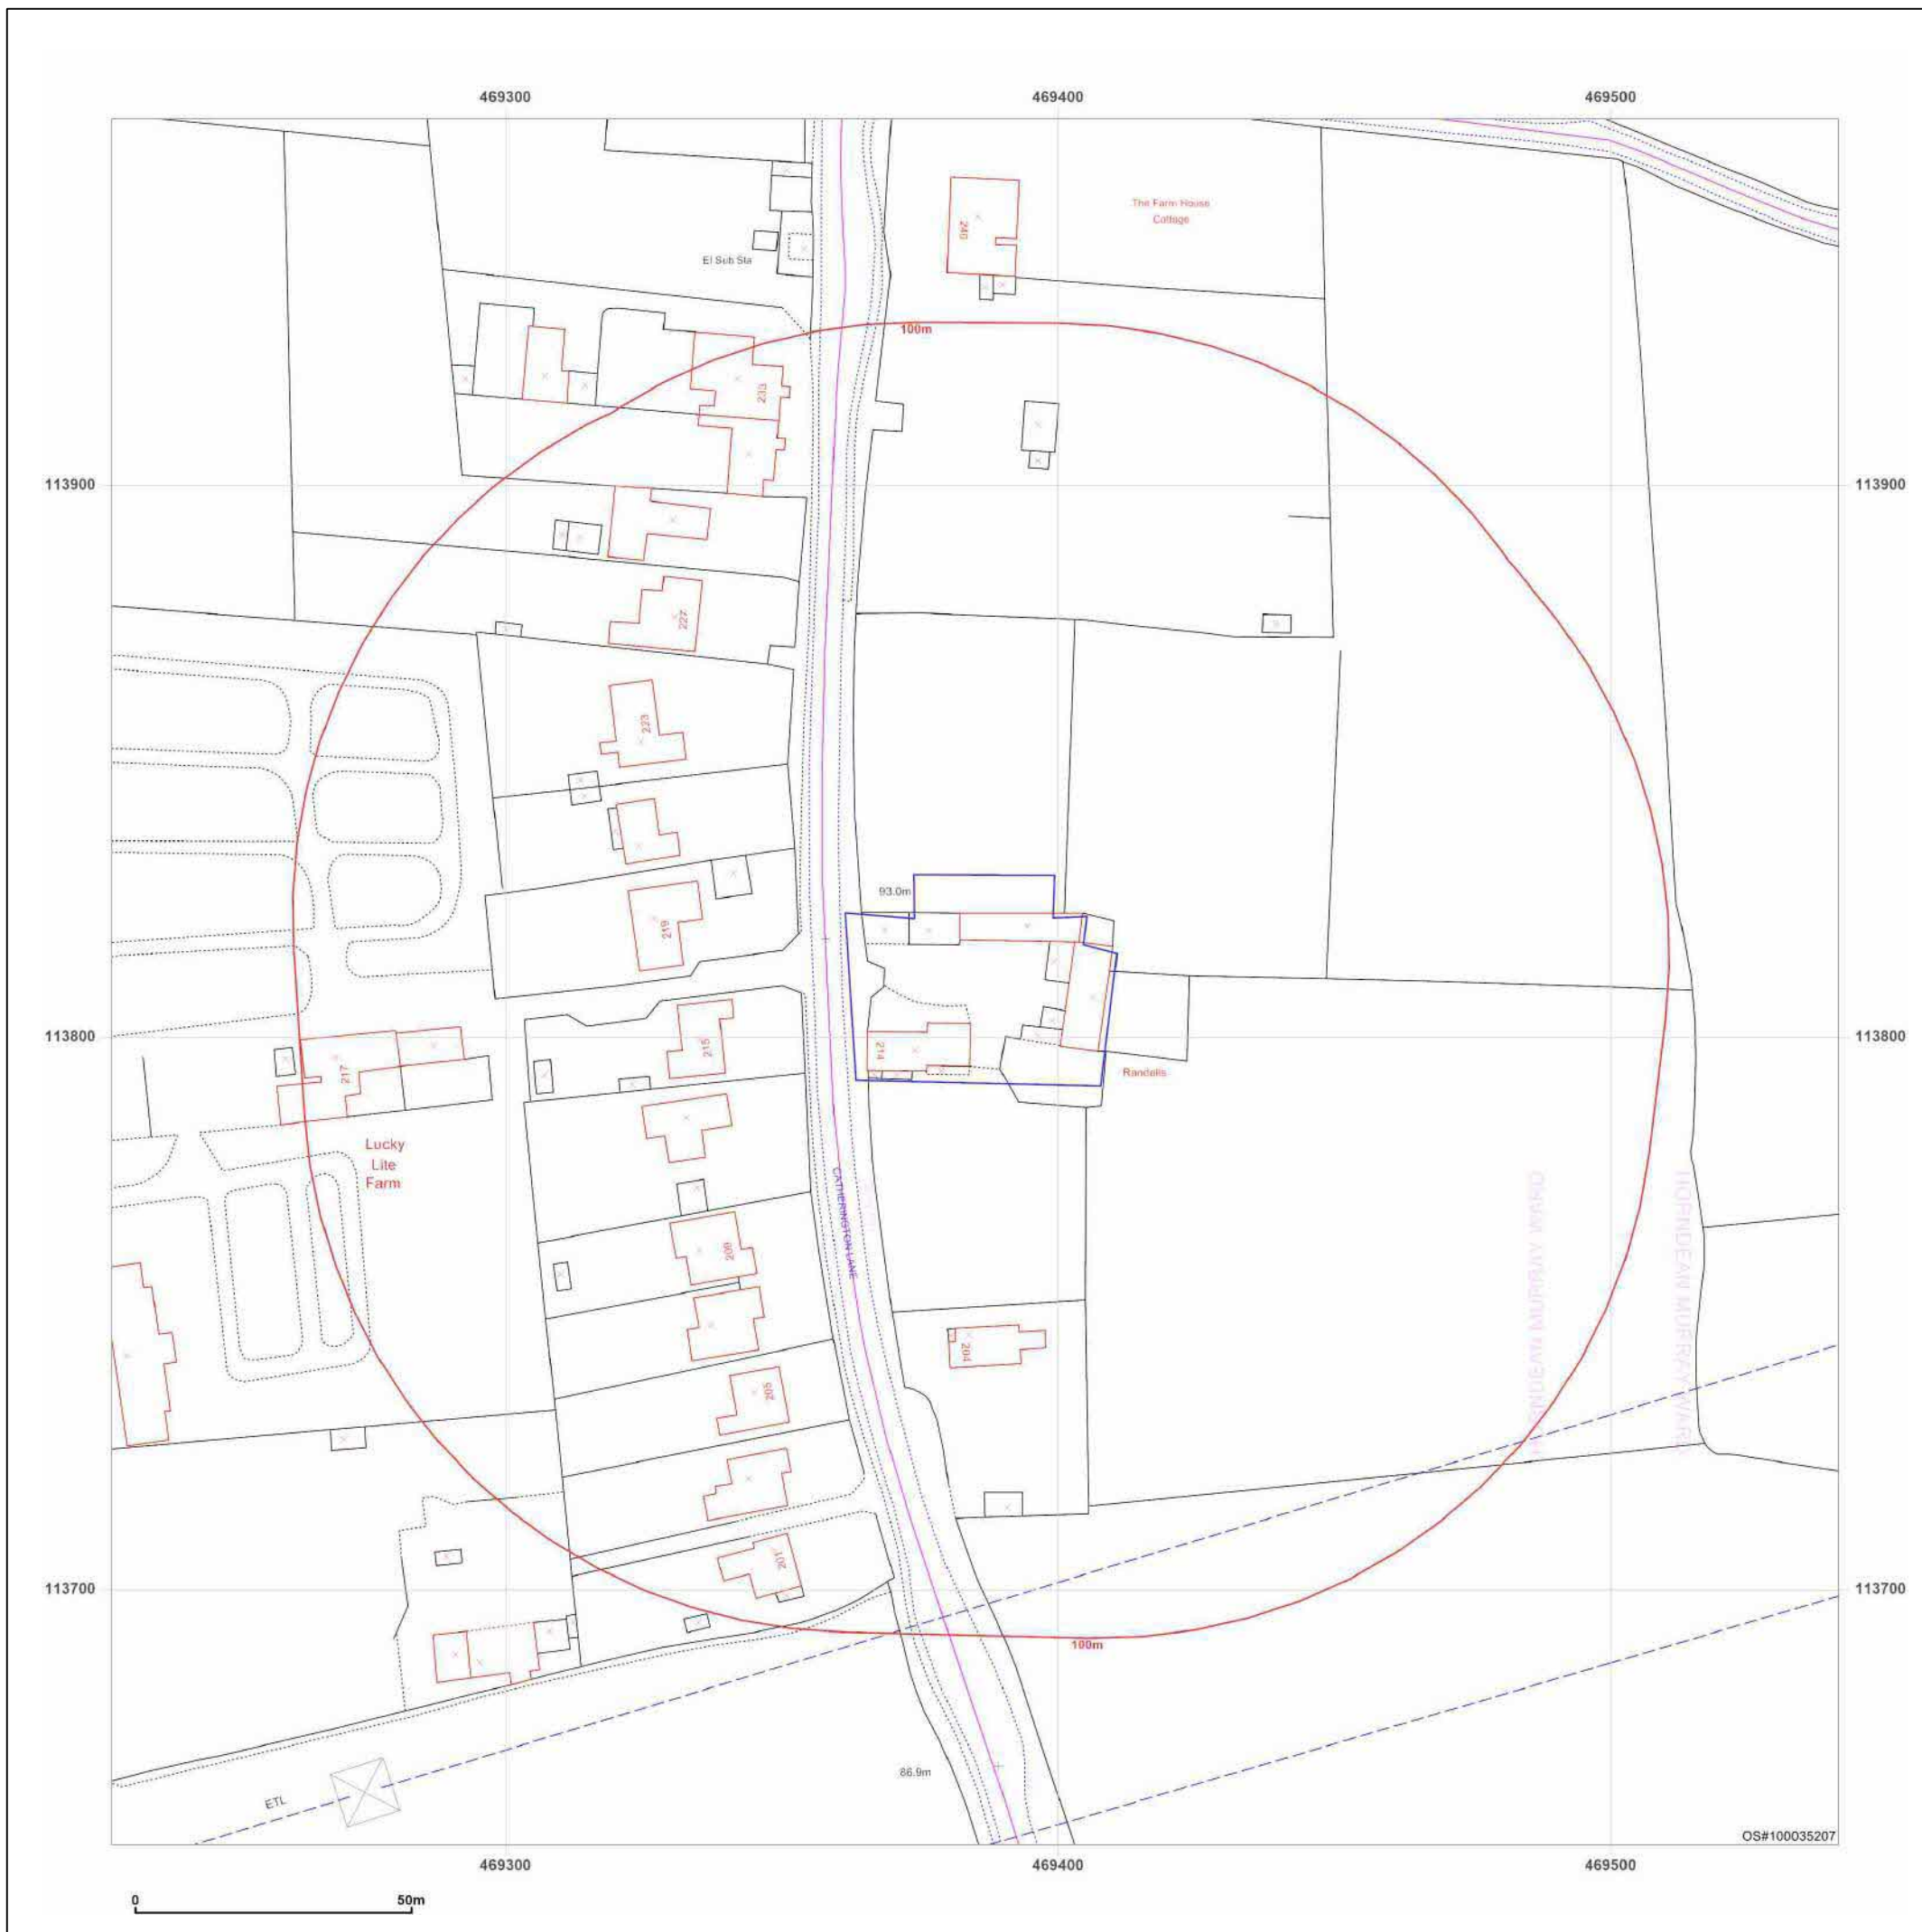 469300
469400
469500
The Farm House
Cottage
240
El Sub Sta
100m
233
113900
113900
227
223
93.0m
219
113800
113800
215
214
217
Randells
Lucky
Lite
Farm
CATHERINGTON LANE
HORNDEAN MURRAY WARD
HORNDEAN MURRAY WARD
209
204
205
201
113700
113700
100m
86.9m
ETL
OS#100035207
469300
469400
469500
0
50m